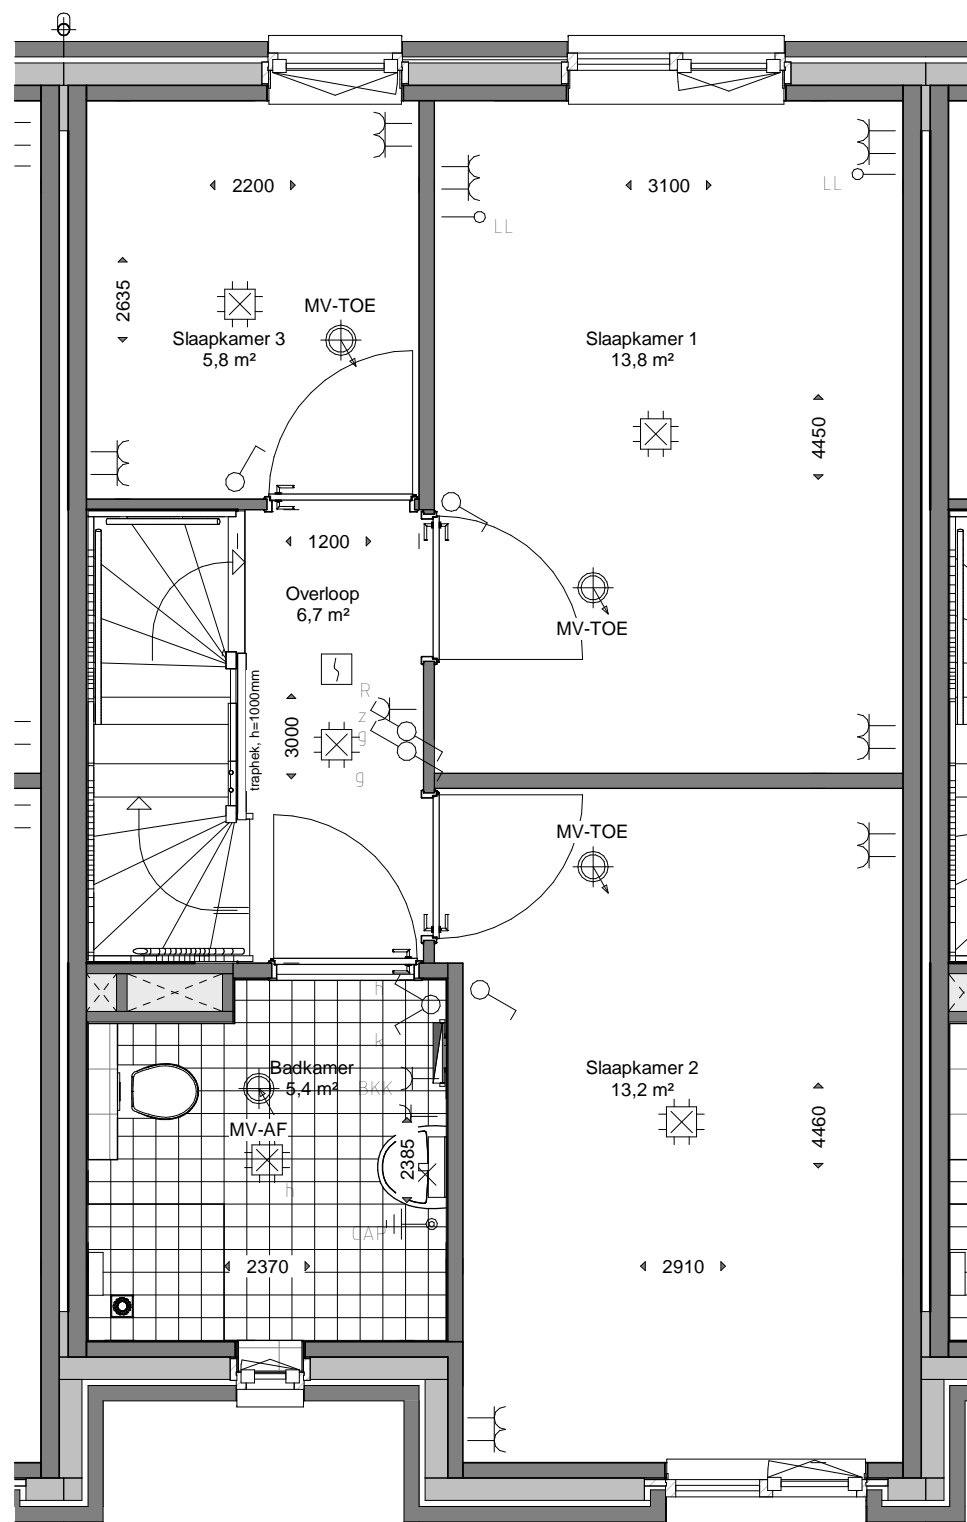 2200
3100
LL
LL
2635
MV-TOE
Slaapkamer 3
5,8 m²
Slaapkamer 1
13,8 m²
4450
1200
Overloop
6,7 m²
MV-TOE
traphek, h=1000mm
R
z
g
g
3000
MV-TOE
h
k
Badkamer
5,4 m²
BKK
MV-AF
h
2385
CAP
2370
Slaapkamer 2
13,2 m²
4460
2910